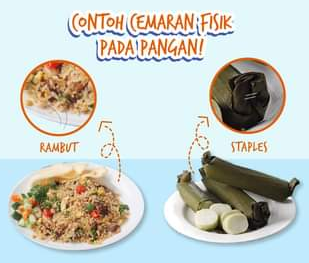 CONTOH CEMARAN FISIK
PADA PANGAN!
RAMBUT
STAPLES